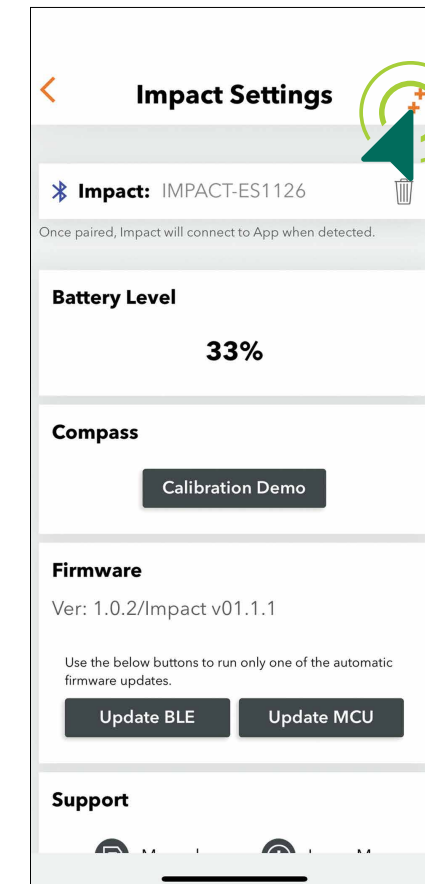 Impact Settings
Impact: IMPACT-ES1126
Once paired, Impact will connect to App when detected.
Battery Level
33%
Compass
Calibration Demo
Firmware
Ver: 1.0.2/Impact v01.1.1
Use the below buttons to run only one of the automatic
firmware updates.
Update BLE Update MCU
Support